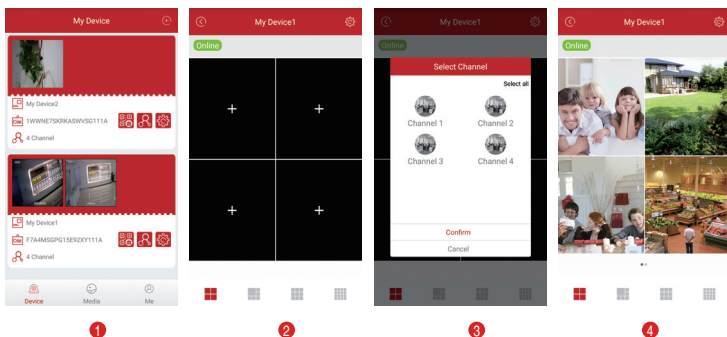 My Device
My Device2
1WWNE7SKRKASWVSG111A
4 Channel
My Device1
F7A4MSGPG15E92XY111A
4 Channel
Device
Media
Me
1
My Device1
Online
2
My Device1
Online
Select Channel
Select all
Channel 1
Channel 2
Channel 3
Channel 4
Confirm
Cancel
3
My Device1
Online
4